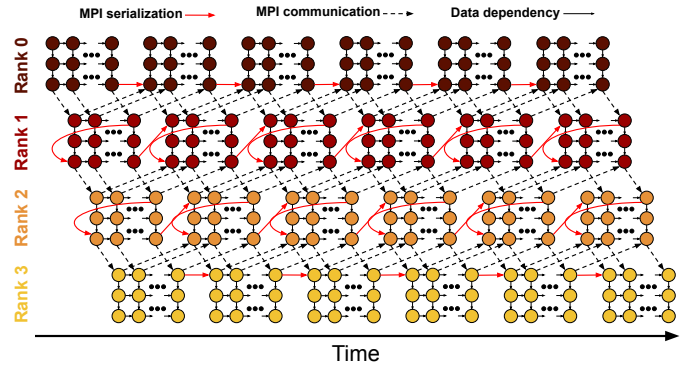 MPI serialization
MPI communication
Data dependency
Rank 0
Rank 1
Rank 2
Rank 3
Time